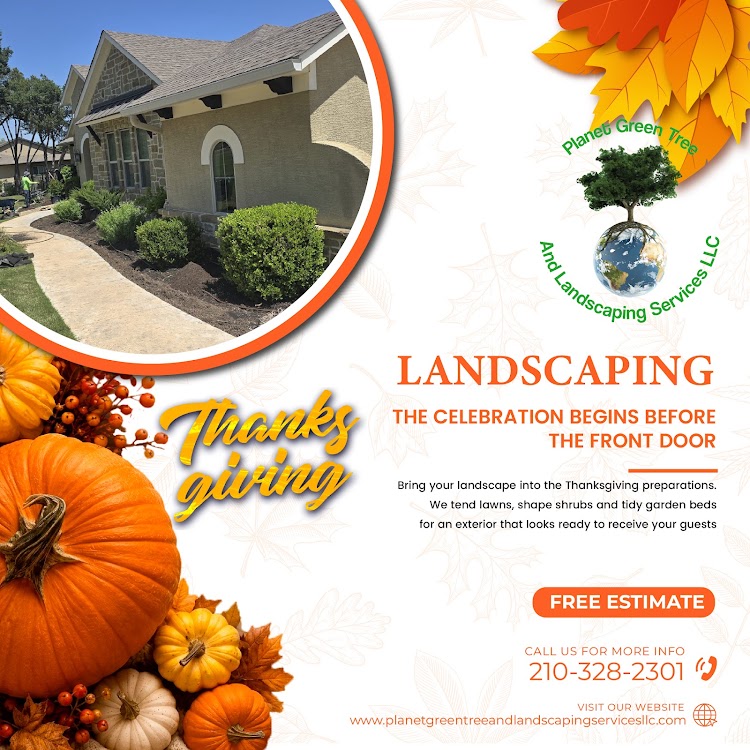 Planet Green Tree
And Landscaping Services LLC
LANDSCAPING
THE CELEBRATION BEGINS BEFORE
THE FRONT DOOR
Thanks
giving
Bring your landscape into the Thanksgiving preparations.
We tend lawns, shape shrubs and tidy garden beds
for an exterior that looks ready to receive your guests
FREE ESTIMATE
CALL US FOR MORE INFO
210-328-2301
VISIT OUR WEBSITE
www.planetgreentreeandlandscapingservicesllc.com